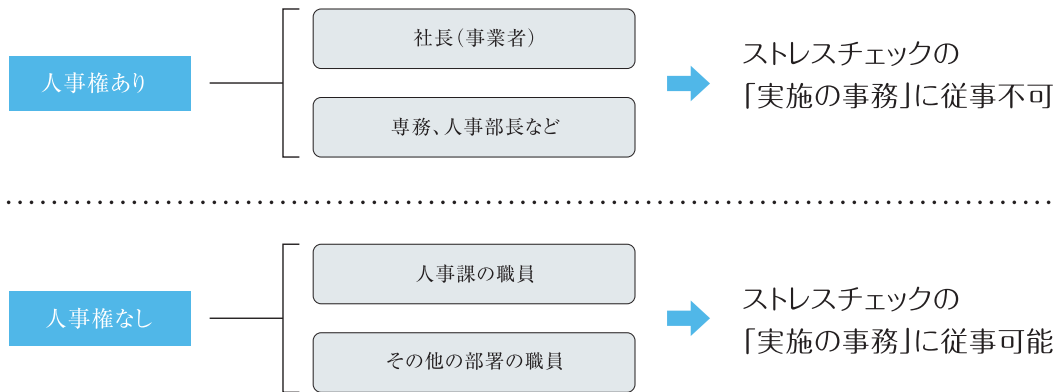 人事権あり
社長(事業者)
専務、人事部長など
ストレスチェックの
「実施の事務」に従事不可
人事権なし
人事課の職員
その他の部署の職員
ストレスチェックの
「実施の事務」に従事可能